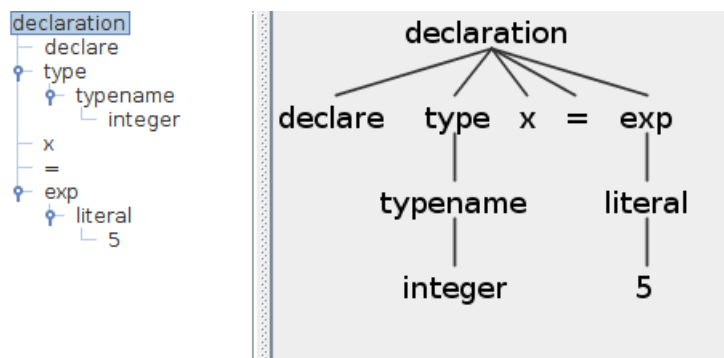 declaration
declare
type
typename
integer
x
=
exp
literal
5
declaration
declare type x = exp
typename literal
integer 5